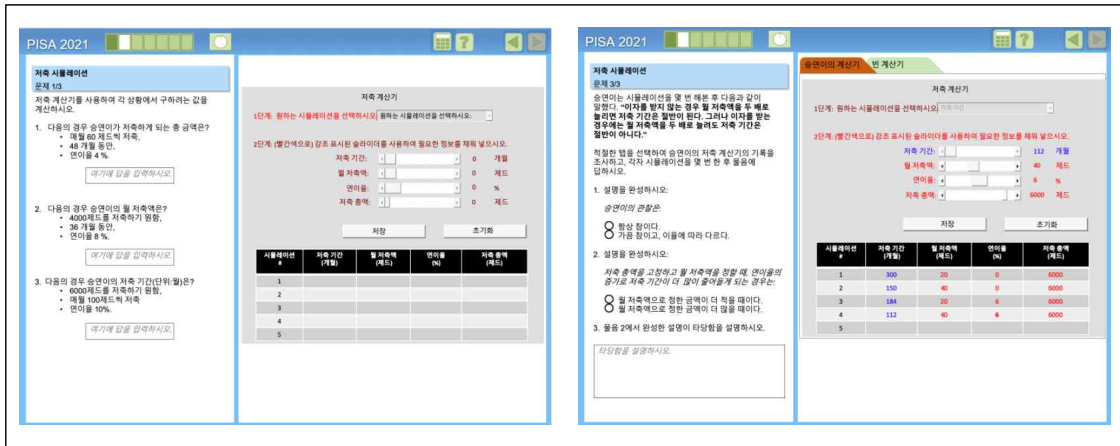 PISA 2021
저축 시뮬레이션
문제 1/3
저축 계산기를 사용하여 각 상황에서 구하려는 값을
계산하시오.
1. 다음의 경우 승연이가 저축하게 되는 총 금액은?
• 매월 60 제드씩 저축,
• 48 개월 동안,
• 연이율 4 %.
여기에 답을 입력하시오.
2. 다음의 경우 승연이의 월 저축액은?
• 4000제드를 저축하기 원함,
• 36 개월 동안,
• 연이율 8 %.
여기에 답을 입력하시오.
3. 다음의 경우 승연이의 저축 기간(단위:월)은?
• 6000제드를 저축하기 원함,
• 매월 100제드씩 저축
• 연이율 10%.
여기에 답을 입력하시오.
저축 계산기
1단계: 원하는 시뮬레이션을 선택하시오 원하는 시뮬레이션을 선택하시오:
2단계: (빨간색으로) 강조 표시된 슬라이더를 사용하여 필요한 정보를 채워 넣으시오.
저축 기간: 0 개월
월 저축액: 0 제드
연이율: 0 %
저축 총액: 0 제드
저장 초기화
시뮬레이션 # 저축 기간 (개월) 월 저축액 (제드) 연이율 (%) 저축 총액 (제드)
1
2
3
4
5
PISA 2021
저축 시뮬레이션
문제 3/3
승연이는 시뮬레이션을 몇 번 해본 후 다음과 같이
말했다. "이자를 받지 않는 경우 월 저축액을 두 배로
늘리면 저축 기간은 절반이 된다. 그러나 이자를 받는
경우에는 월 저축액을 두 배로 늘려도 저축 기간은
절반이 아니다."
적절한 탭을 선택하여 승연이의 저축 계산기의 기록을
조사하고, 각자 시뮬레이션을 몇 번 한 후 물음에
답하시오.
1. 설명을 완성하시오:
승연이의 관찰은:
항상 참이다.
가끔 참이고, 이율에 따라 다르다.
2. 설명을 완성하시오:
저축 총액을 고정하고 월 저축액을 정할 때, 연이율의
증가로 저축 기간이 더 많이 줄어들게 되는 경우는:
월 저축액으로 정한 금액이 더 적을 때이다.
월 저축액으로 정한 금액이 더 많을 때이다.
3. 물음 2에서 완성한 설명이 타당함을 설명하시오.
타당함을 설명하시오.
승연이의 계산기 빈 계산기
저축 계산기
1단계: 원하는 시뮬레이션을 선택하시오 저축 기간
2단계: (빨간색으로) 강조 표시된 슬라이더를 사용하여 필요한 정보를 채워 넣으시오.
저축 기간: 112 개월
월 저축액: 40 제드
연이율: 6 %
저축 총액: 6000 제드
저장 초기화
시뮬레이션 # 저축 기간 (개월) 월 저축액 (제드) 연이율 (%) 저축 총액 (제드)
1 300 20 0 6000
2 150 40 0 6000
3 184 20 6 6000
4 112 40 6 6000
5